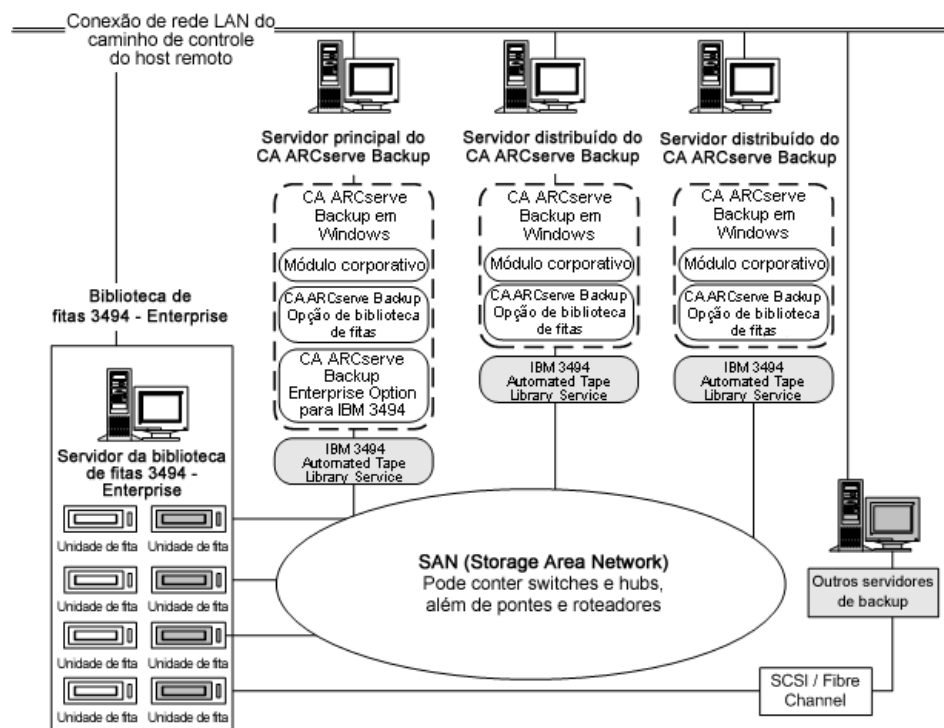 Conexão de rede LAN do
caminho de controle
do host remoto
Servidor principal do
CA ARCserve Backup
Servidor distribuído do
CA ARCserve Backup
Servidor distribuído do
CA ARCserve Backup
CA ARCserve
Backup em
Windows
Módulo corporativo
CA ARCserve Backup
Opção de biblioteca
de fitas
CA ARCserve
Backup
Enterprise Option
para IBM 3494
IBM 3494
Automated Tape
Library Service
CA ARCserve
Backup em
Windows
Módulo corporativo
CA ARCserve Backup
Opção de biblioteca
de fitas
IBM 3494
Automated Tape
Library Service
CA ARCserve
Backup em
Windows
Módulo corporativo
CA ARCserve Backup
Opção de biblioteca
de fitas
IBM 3494
Automated Tape
Library Service
Biblioteca de
fitas 3494 - Enterprise
Servidor da biblioteca
de fitas 3494 -
Enterprise
Unidade de fita Unidade de fita
Unidade de fita Unidade de fita
Unidade de fita Unidade de fita
Unidade de fita Unidade de fita
SAN (Storage Area Network)
Pode conter switches e hubs,
além de pontes e roteadores
Outros servidores
de backup
SCSI / Fibre
Channel